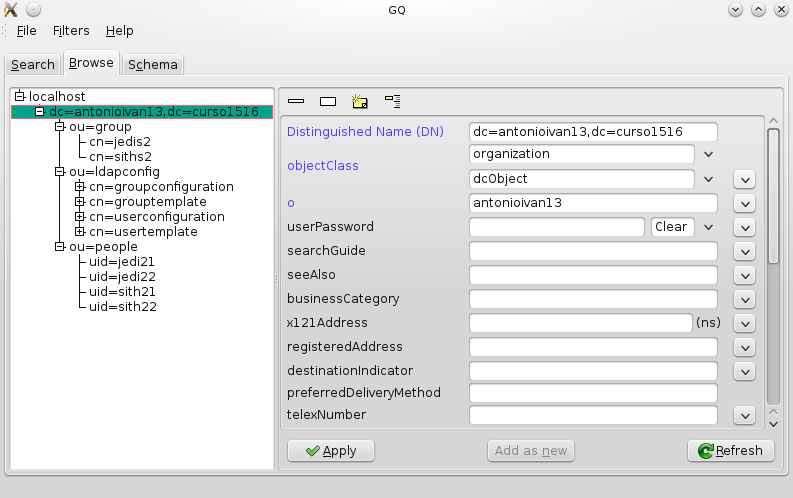 GQ
File Filters Help
Search Browse Schema
localhost
dc=antonioivan13,dc=curso1516
ou=group
cn=jedis2
cn=siths2
ou=ldapconfig
cn=groupconfiguration
cn=grouptemplate
cn=userconfiguration
cn=usertemplate
ou=people
uid=jedi21
uid=jedi22
uid=sith21
uid=sith22
Distinguished Name (DN) dc=antonioivan13,dc=curso1516
objectClass organization
dcObject
o antonioivan13
userPassword Clear
searchGuide
seeAlso
businessCategory
x121Address (ns)
registeredAddress
destinationIndicator
preferredDeliveryMethod
telexNumber
Apply Add as new Refresh